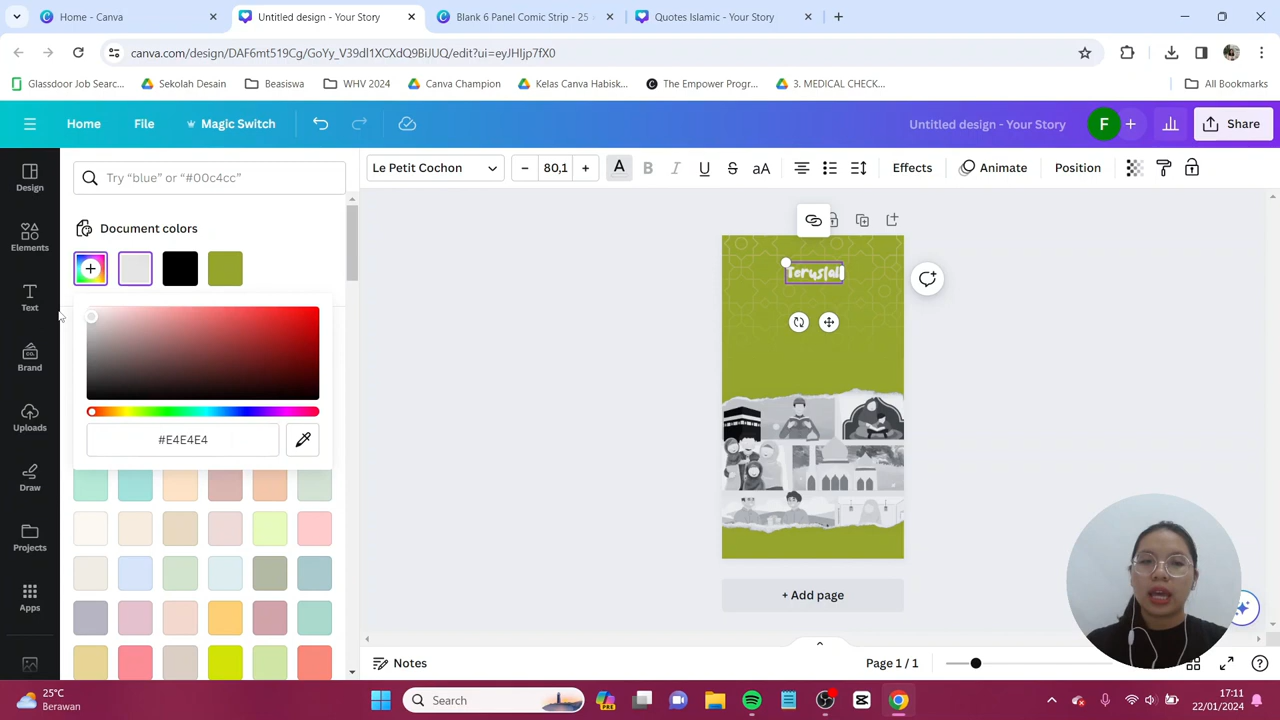 Home - Canva
Untitled design - Your Story
Blank 6 Panel Comic Strip - 25
Quotes Islamic - Your Story
canva.com/design/DAF6mt519Cg/GoYy_V39dl1XCXdQ9BiJUQ/edit?ui=eyJHIjp7fX0
Glassdoor Job Searc...
Sekolah Desain
Beasiswa
WHV 2024
Canva Champion
Kelas Canva Habisk...
The Empower Progr...
3. MEDICAL CHECK...
All Bookmarks
Home
File
Magic Switch
Untitled design - Your Story
F
Share
Design
Elements
Text
Brand
Uploads
Draw
Projects
Apps
Try “blue” or “#00c4cc”
Document colors
#E4E4E4
Le Petit Cochon
80,1
A
B
I
U
S
aA
Effects
Animate
Position
+ Add page
Notes
Page 1 / 1
25°C
Berawan
Search
17:11
22/01/2024